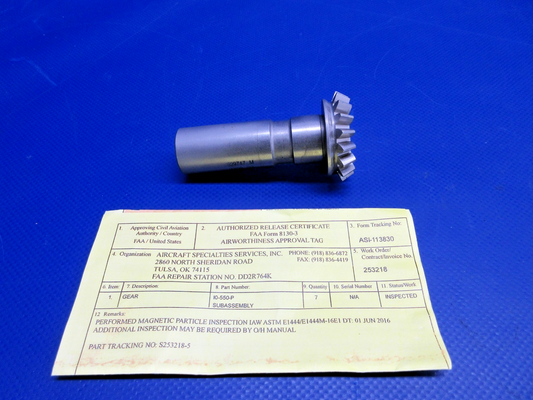 1. Approving Civil Aviation Authority / Country
FAA / United States
2. AUTHORIZED RELEASE CERTIFICATE
FAA Form 8130-3
AIRWORTHINESS APPROVAL TAG
3. Form Tracking No:
ASI-113830
4. Organization AIRCRAFT SPECIALTIES SERVICES, INC. PHONE: (918) 836-6872
2860 NORTH SHERIDAN ROAD FAX: (918) 836-4419
TULSA, OK 74115
FAA REPAIR STATION NO. DD2R764K
5. Work Order/
Contract/Invoice No.
253218
6. Item: 7. Description: 8. Part Number: 9. Quantity 10. Serial Number: 11. Status/Work
1. GEAR I0-550-P 7 N/A INSPECTED
SUBASSEMBLY
12 Remarks:
PERFORMED MAGNETIC PARTICLE INSPECTION IAW ASTM E1444/E1444M-16E1 DT: 01 JUN 2016
ADDITIONAL INSPECTION MAY BE REQUIRED BY O/H MANUAL
PART TRACKING NO: S253218-5